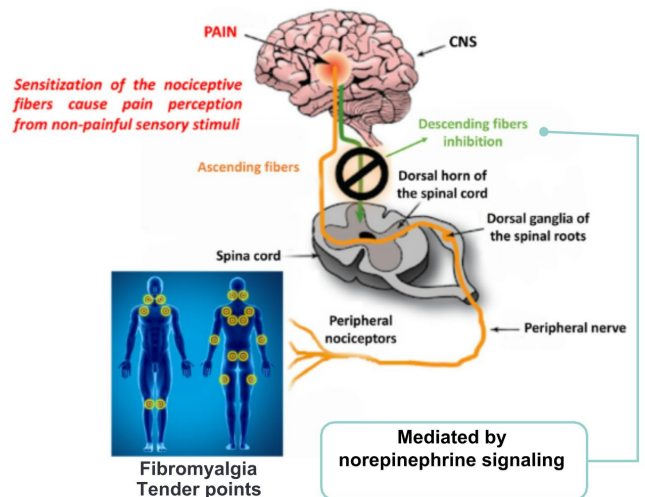 PAIN
CNS
Sensitization of the nociceptive
fibers cause pain perception
from non-painful sensory stimuli
Descending fibers
inhibition
Ascending fibers
Dorsal horn of
the spinal cord
Dorsal ganglia of
the spinal roots
Spina cord
Peripheral
nociceptors
Peripheral nerve
Mediated by
norepinephrine signaling
Fibromyalgia
Tender points